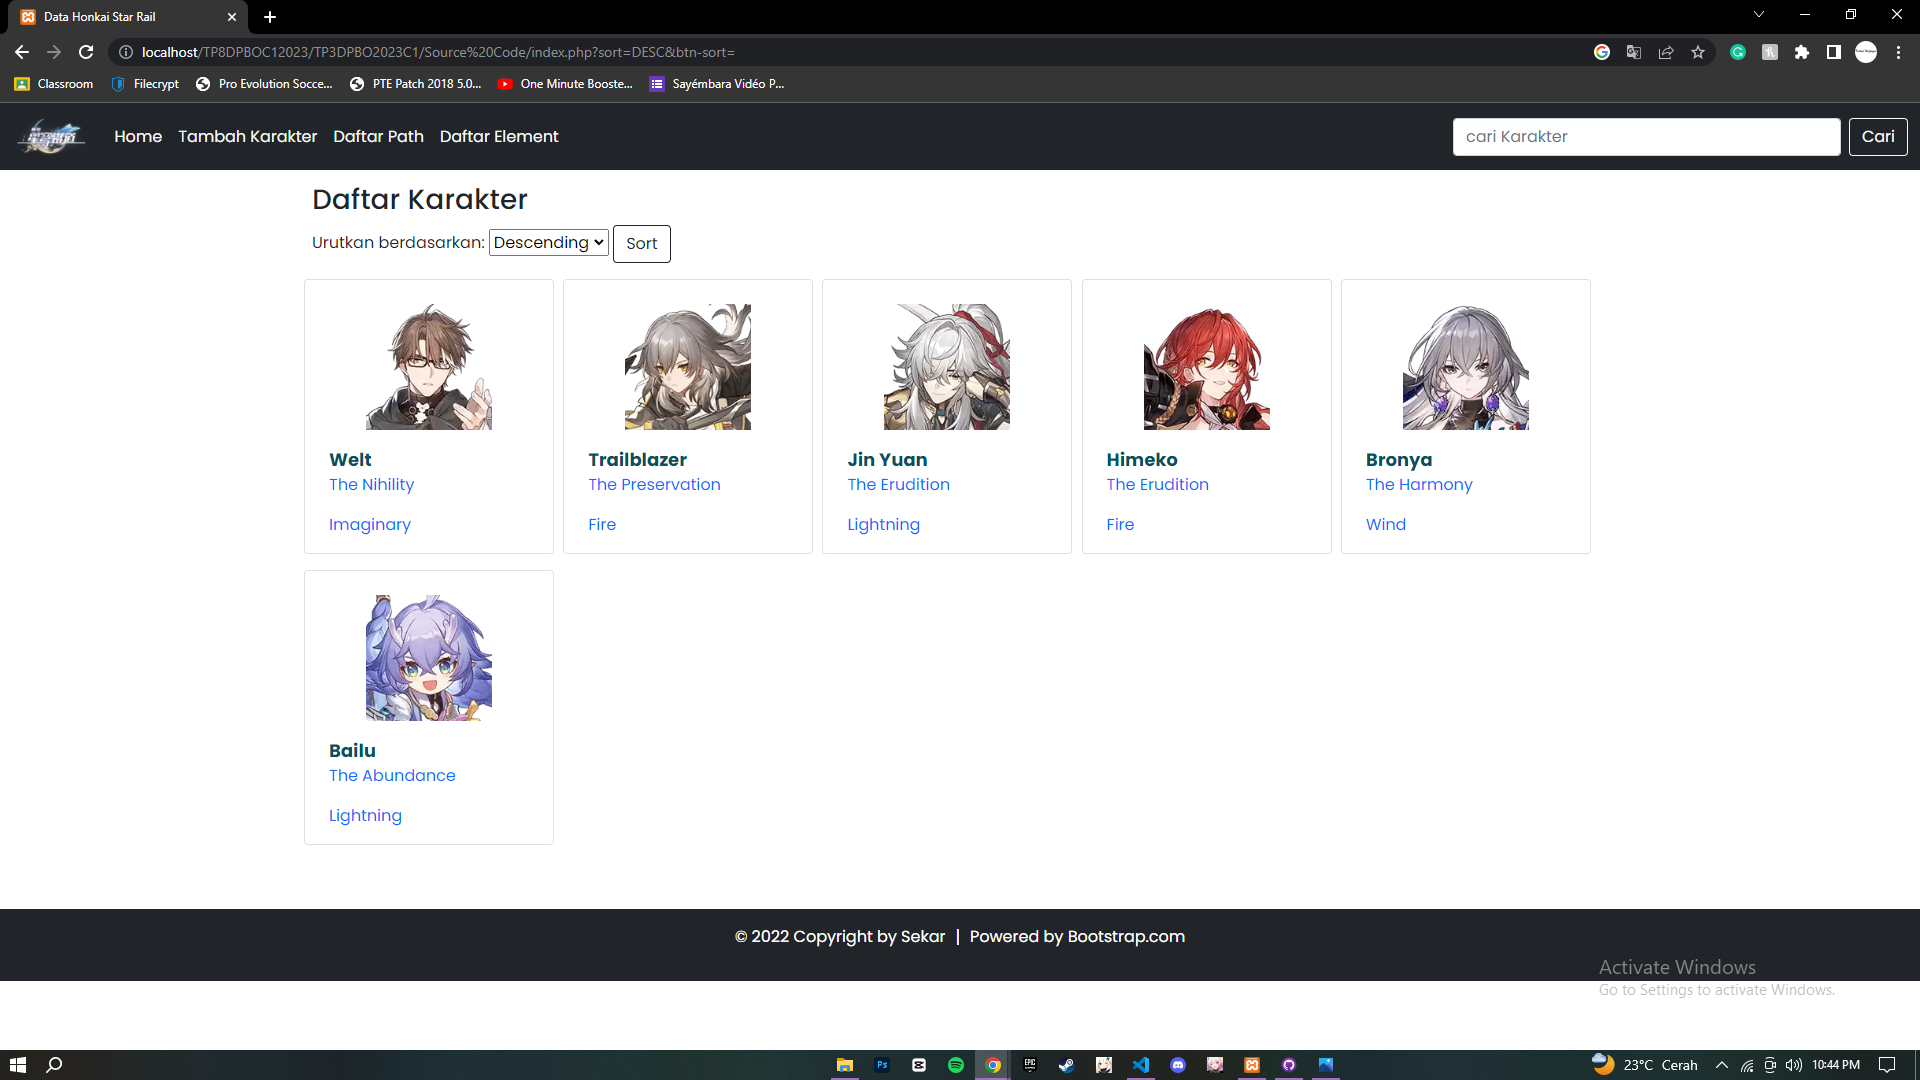 Data Honkai Star Rail
localhost/TP8DPBOC12023/TP3DPBO2023C1/Source%20Code/index.php?sort=DESC&btn-sort=
Classroom Filecrypt Pro Evolution Socce... PTE Patch 2018 5.0... One Minute Booste... Sayémbara Vidéo P...
Home Tambah Karakter Daftar Path Daftar Element cari Karakter Cari
Daftar Karakter
Urutkan berdasarkan: Descending Sort
Welt
The Nihility
Imaginary
Trailblazer
The Preservation
Fire
Jin Yuan
The Erudition
Lightning
Himeko
The Erudition
Fire
Bronya
The Harmony
Wind
Bailu
The Abundance
Lightning
© 2022 Copyright by Sekar | Powered by Bootstrap.com
Activate Windows
Go to Settings to activate Windows.
Ps EPIC 23°C Cerah 10:44 PM